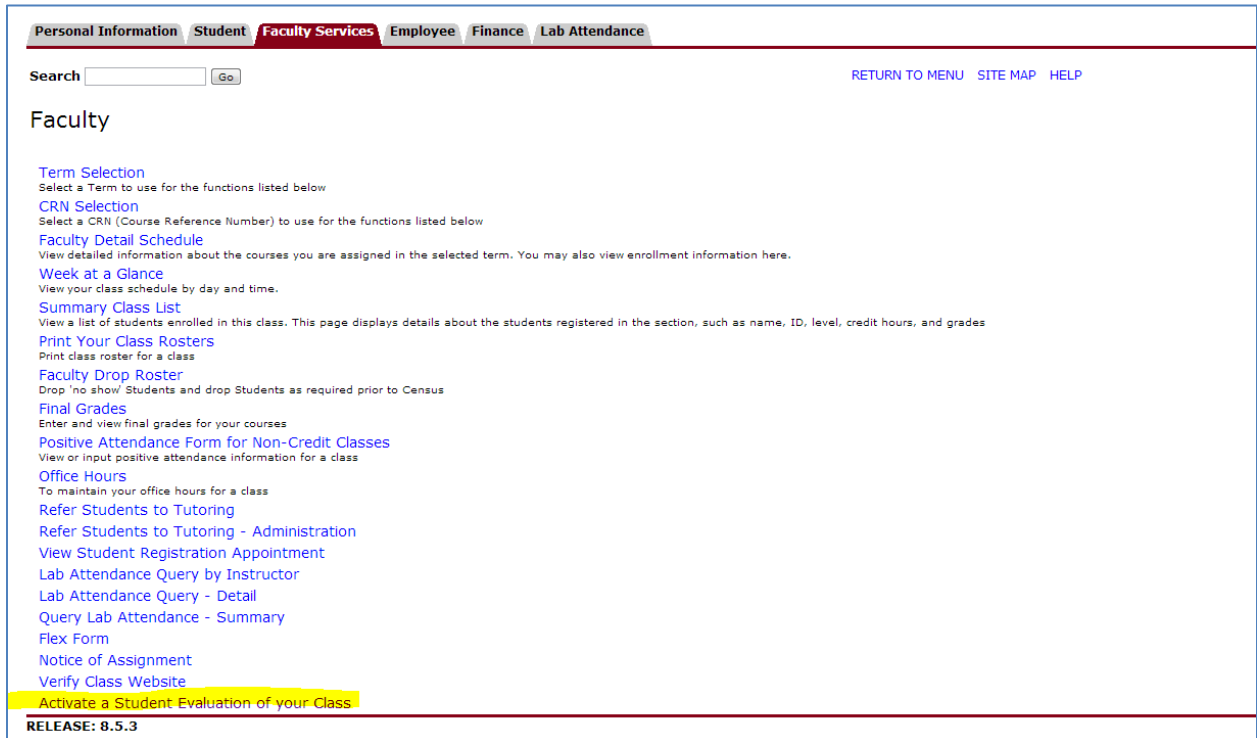 Personal Information Student Faculty Services Employee Finance Lab Attendance
Search Go RETURN TO MENU SITE MAP HELP
Faculty
Term Selection
Select a Term to use for the functions listed below
CRN Selection
Select a CRN (Course Reference Number) to use for the functions listed below
Faculty Detail Schedule
View detailed information about the courses you are assigned in the selected term. You may also view enrollment information here.
Week at a Glance
View your class schedule by day and time.
Summary Class List
View a list of students enrolled in this class. This page displays details about the students registered in the section, such as name, ID, level, credit hours, and grades
Print Your Class Rosters
Print class roster for a class
Faculty Drop Roster
Drop 'no show' Students and drop Students as required prior to Census
Final Grades
Enter and view final grades for your courses
Positive Attendance Form for Non-Credit Classes
View or input positive attendance information for a class
Office Hours
To maintain your office hours for a class
Refer Students to Tutoring
Refer Students to Tutoring - Administration
View Student Registration Appointment
Lab Attendance Query by Instructor
Lab Attendance Query - Detail
Query Lab Attendance - Summary
Flex Form
Notice of Assignment
Verify Class Website
Activate a Student Evaluation of your Class
RELEASE: 8.5.3